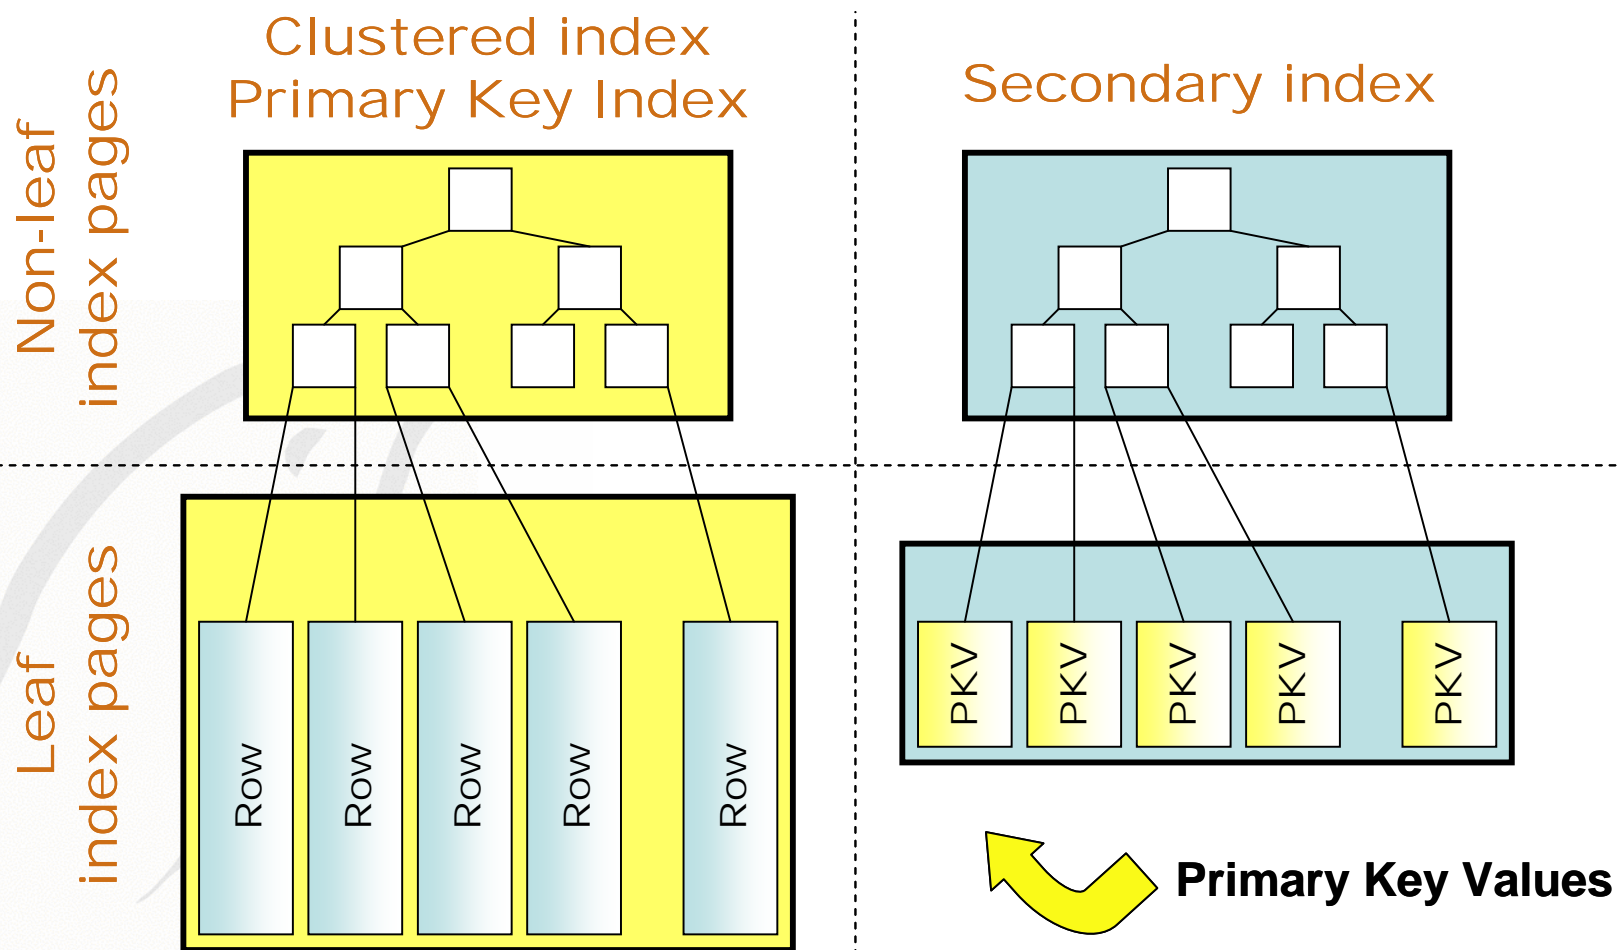 Clustered index
Primary Key Index
Secondary index
Non-leaf
index pages
Leaf
index pages
Row
Row
Row
Row
Row
PKV
PKV
PKV
PKV
PKV
Primary Key Values